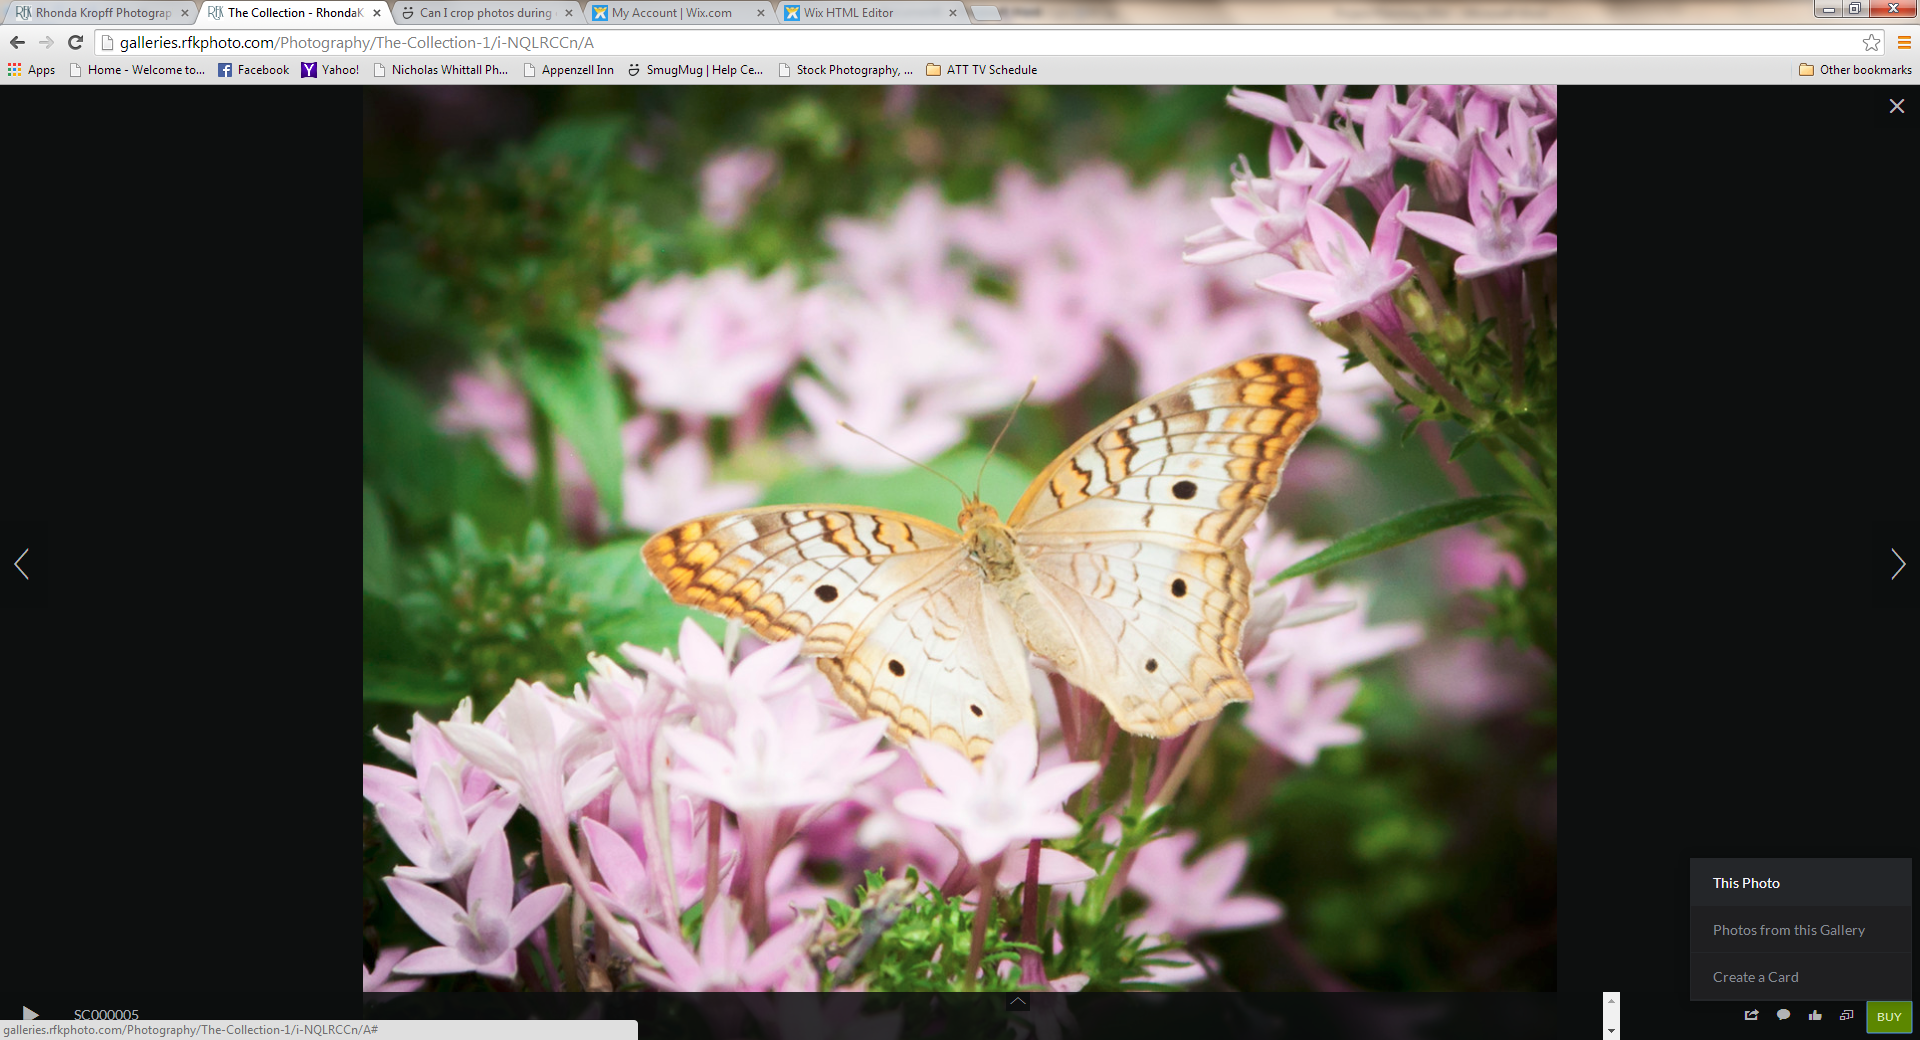 Rhonda Kropff Photograp
The Collection - RhondaK
Can I crop photos during
My Account | Wix.com
Wix HTML Editor
galleries.rfkphoto.com/Photography/The-Collection-1/i-NQLRCCn/A
Apps
Home - Welcome to...
Facebook
Yahoo!
Nicholas Whittall Ph...
Appenzell Inn
SmugMug | Help Ce...
Stock Photography, ...
ATT TV Schedule
Other bookmarks
This Photo
Photos from this Gallery
Create a Card
SC000005
BUY
galleries.rfkphoto.com/Photography/The-Collection-1/i-NQLRCCn/A#